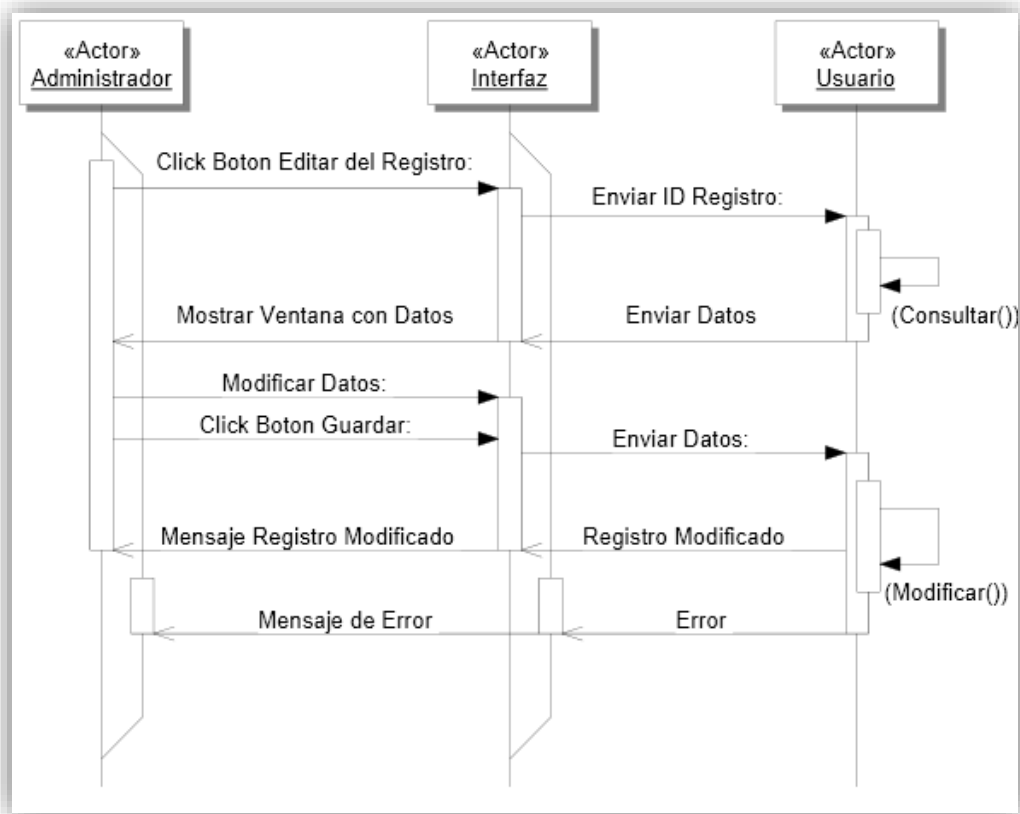 «Actor»
Administrador
«Actor»
Interfaz
«Actor»
Usuario
Click Boton Editar del Registro:
Enviar ID Registro:
(Consultar())
Mostrar Ventana con Datos
Enviar Datos
Modificar Datos:
Click Boton Guardar:
Enviar Datos:
Mensaje Registro Modificado
Registro Modificado
(Modificar())
Mensaje de Error
Error